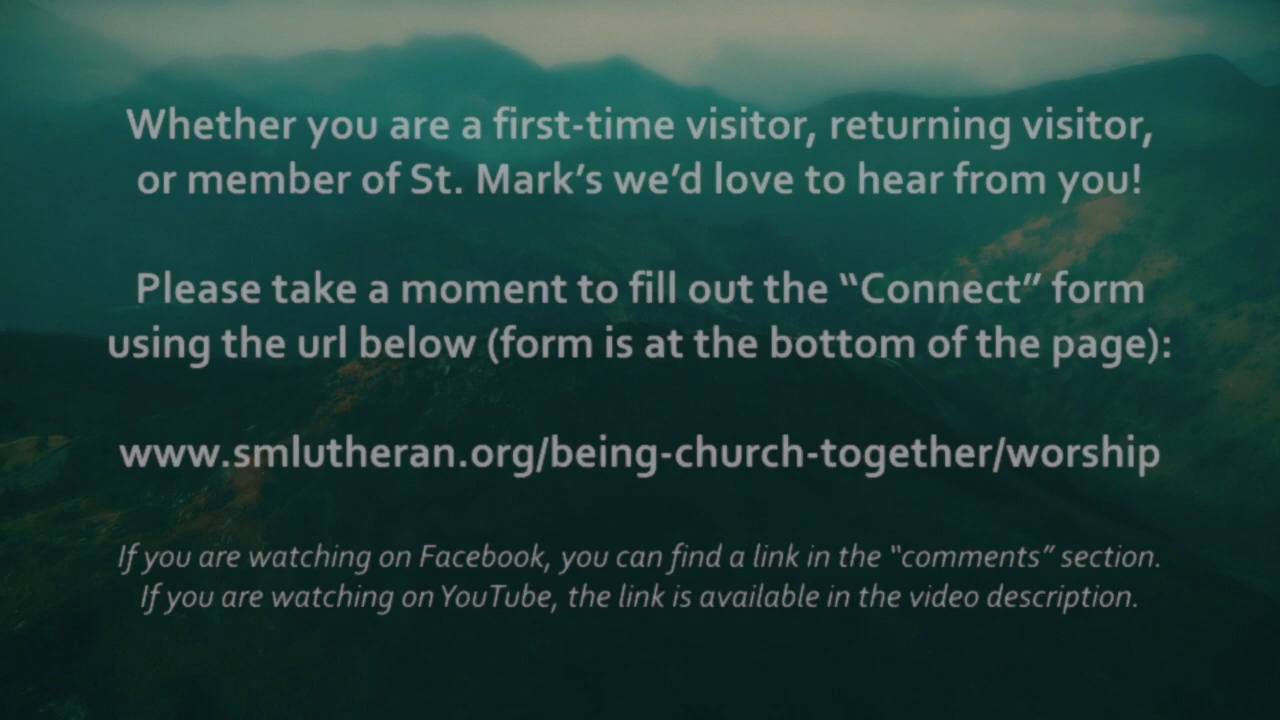 Whether you are a first-time visitor, returning visitor,
or member of St. Mark’s we’d love to hear from you!
Please take a moment to fill out the “Connect” form
using the url below (form is at the bottom of the page):
www.smlutheran.org/being-church-together/worship
If you are watching on Facebook, you can find a link in the “comments” section.
If you are watching on YouTube, the link is available in the video description.